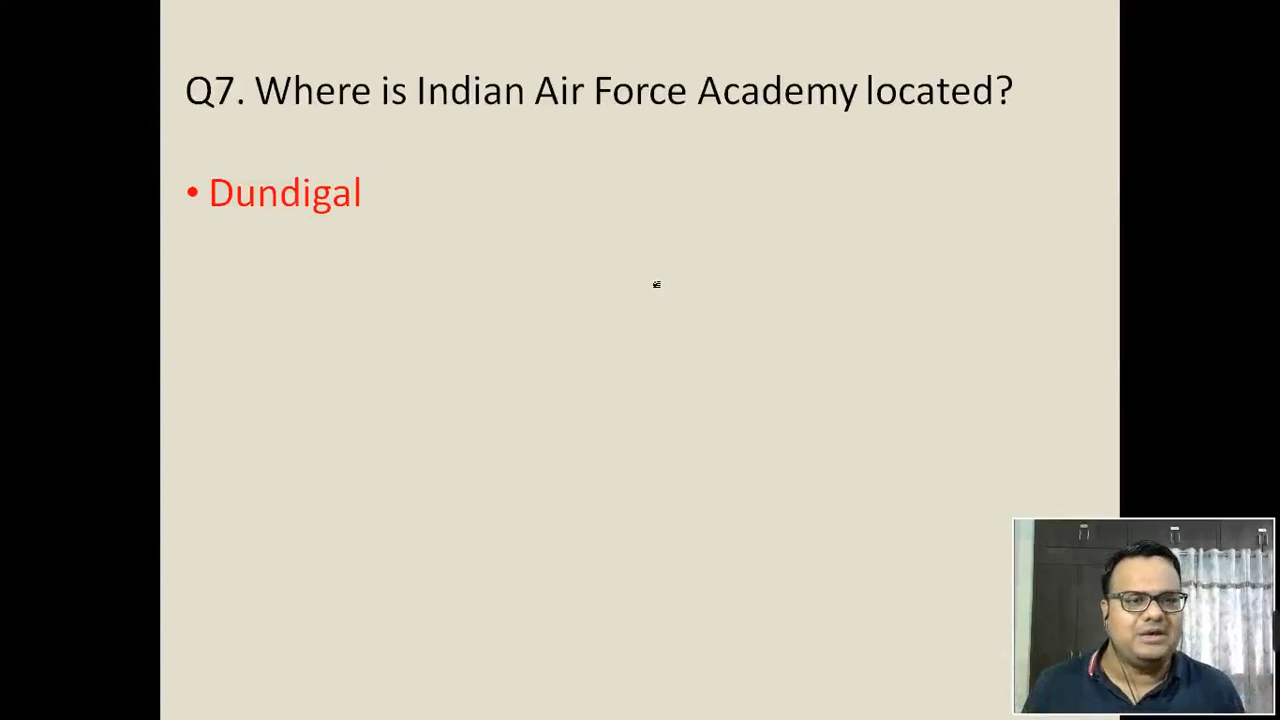 Q7. Where is Indian Air Force Academy located?
• Dundigal